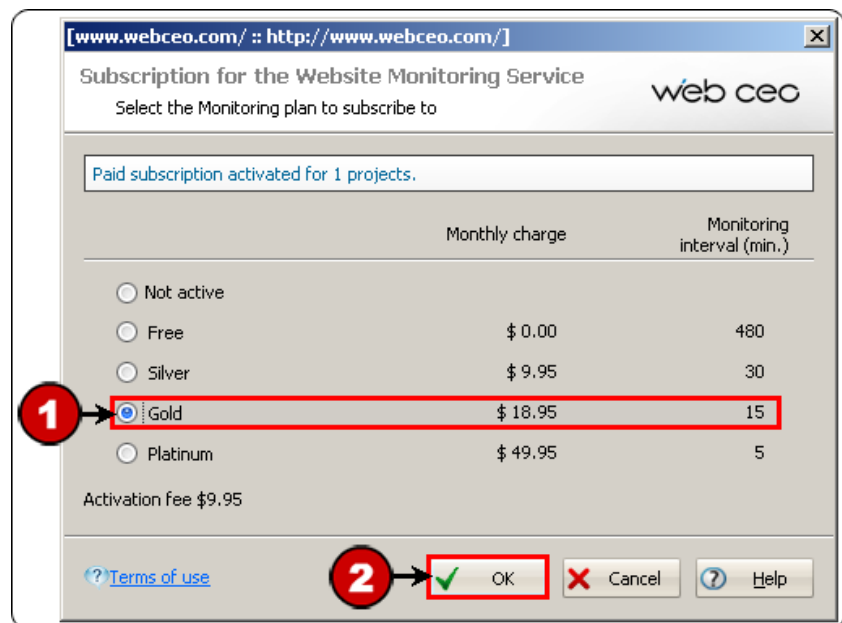 [www.webceo.com/ :: http://www.webceo.com/]
Subscription for the Website Monitoring Service
Select the Monitoring plan to subscribe to
web ceo
Paid subscription activated for 1 projects.
Monthly charge
Monitoring
interval (min.)
Not active
Free $ 0.00 480
Silver $ 9.95 30
1 Gold $ 18.95 15
Platinum $ 49.95 5
Activation fee $9.95
? Terms of use 2 OK Cancel ? Help